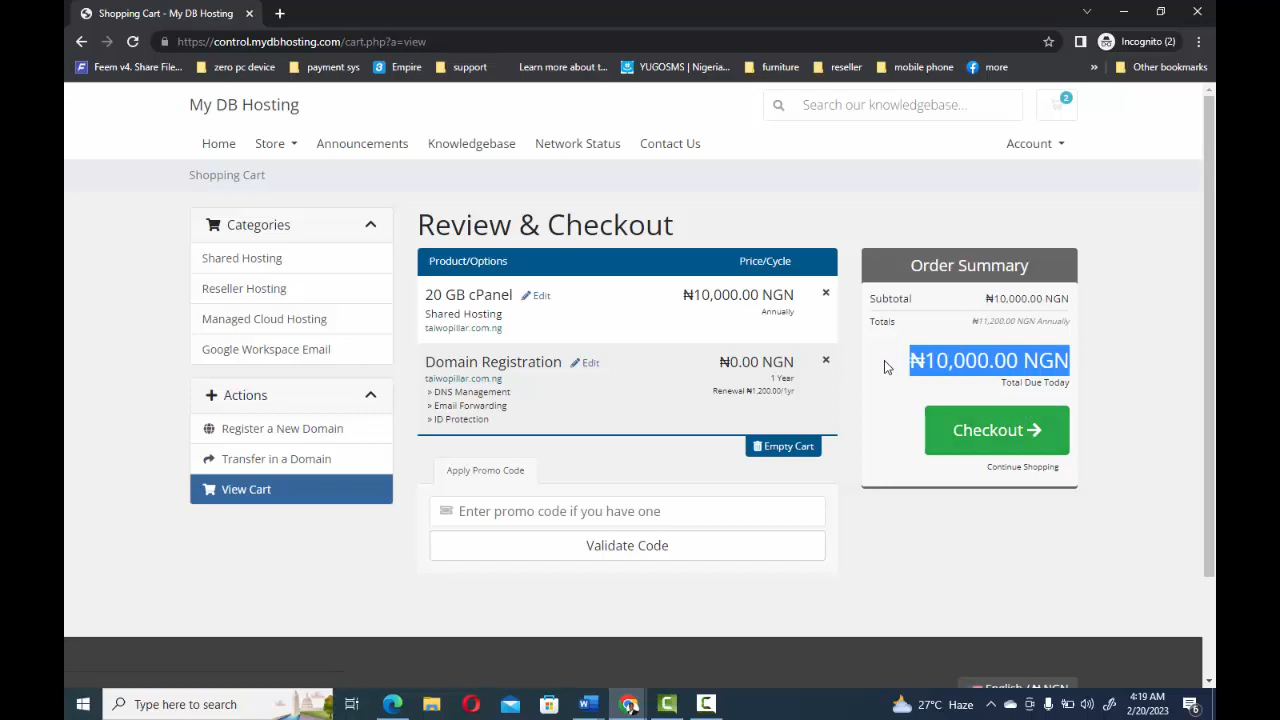 Shopping Cart - My DB Hosting
https://control.mydbhosting.com/cart.php?a=view
Incognito (2)
Feem v4. Share File...
zero pc device
payment sys
Empire
support
Learn more about t...
YUGOSMS | Nigeria...
furniture
reseller
mobile phone
more
»
Other bookmarks
My DB Hosting
Search our knowledgebase...
2
Home
Store
Announcements
Knowledgebase
Network Status
Contact Us
Account
Shopping Cart
Categories
Shared Hosting
Reseller Hosting
Managed Cloud Hosting
Google Workspace Email
Actions
Register a New Domain
Transfer in a Domain
View Cart
Review & Checkout
Product/Options
Price/Cycle
20 GB cPanel
Edit
₦10,000.00 NGN
Shared Hosting
Annually
taiwopillar.com.ng
Domain Registration
Edit
₦0.00 NGN
taiwopillar.com.ng
1 Year
» DNS Management
Renewal ₦1,200.00/1yr
» Email Forwarding
» ID Protection
Empty Cart
Apply Promo Code
Enter promo code if you have one
Validate Code
Order Summary
Subtotal
₦10,000.00 NGN
Totals
₦11,200.00 NGN Annually
₦10,000.00 NGN
Total Due Today
Checkout
Continue Shopping
English / ₦ NGN
Type here to search
27°C Haze
4:19 AM
2/20/2023
6